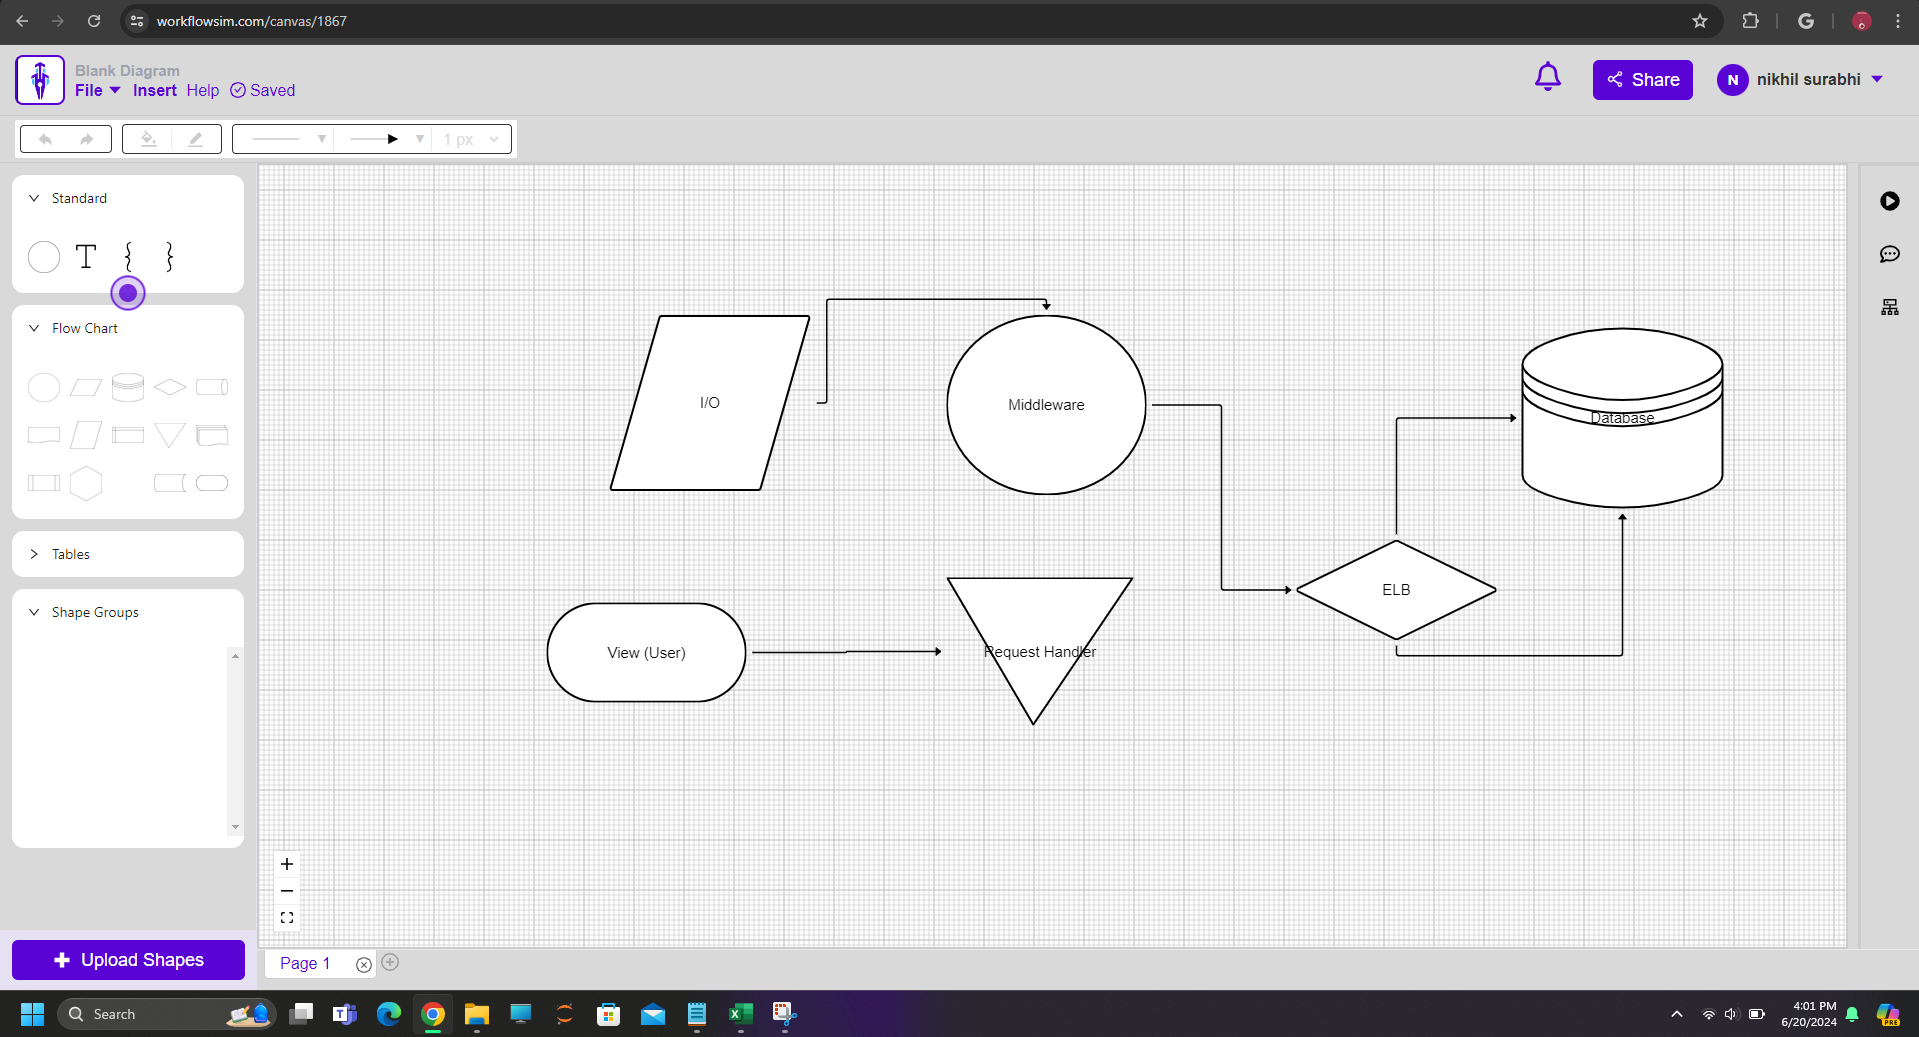 workflowsim.com/canvas/1867
Blank Diagram
File Insert Help Saved
Share
N nikhil surabhi
1 px
Standard
T { }
Flow Chart
Tables
Shape Groups
Upload Shapes
I/O
Middleware
Database
ELB
View (User)
Request Handler
Page 1
Search
4:01 PM
6/20/2024
PRE